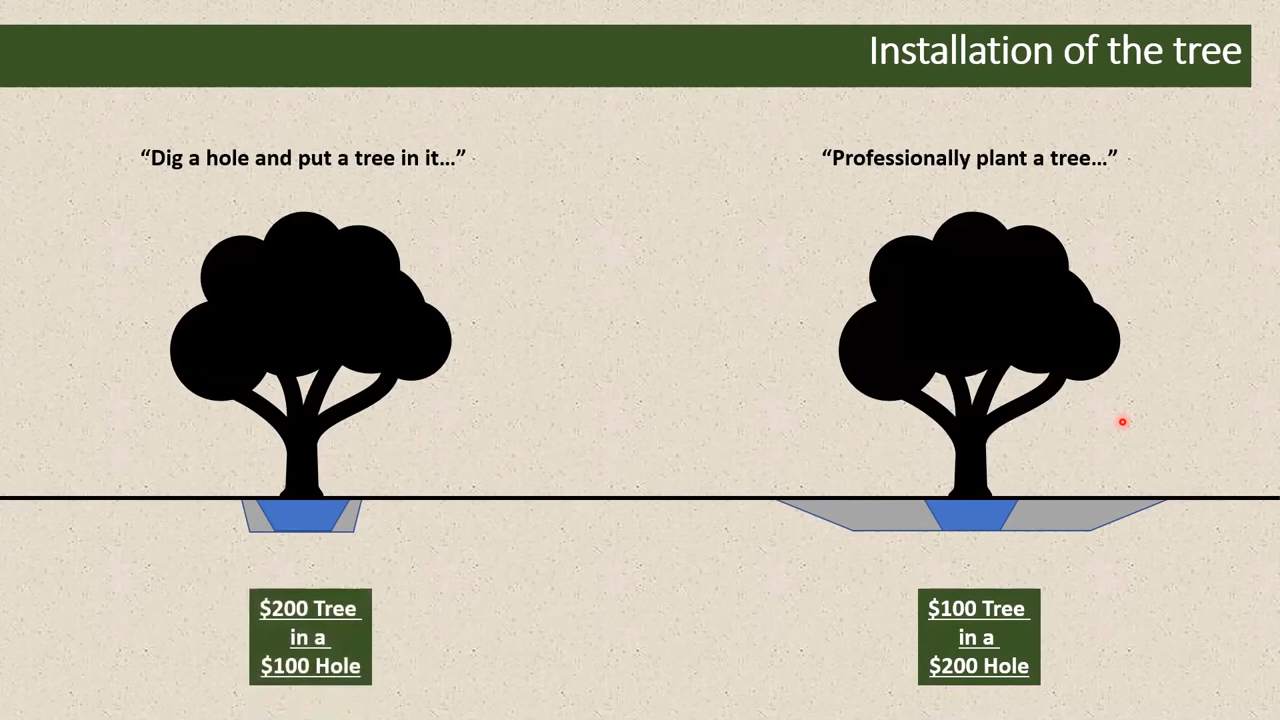 Installation of the tree
“Dig a hole and put a tree in it…”
“Professionally plant a tree…”
$200 Tree
in a
$100 Hole
$100 Tree
in a
$200 Hole